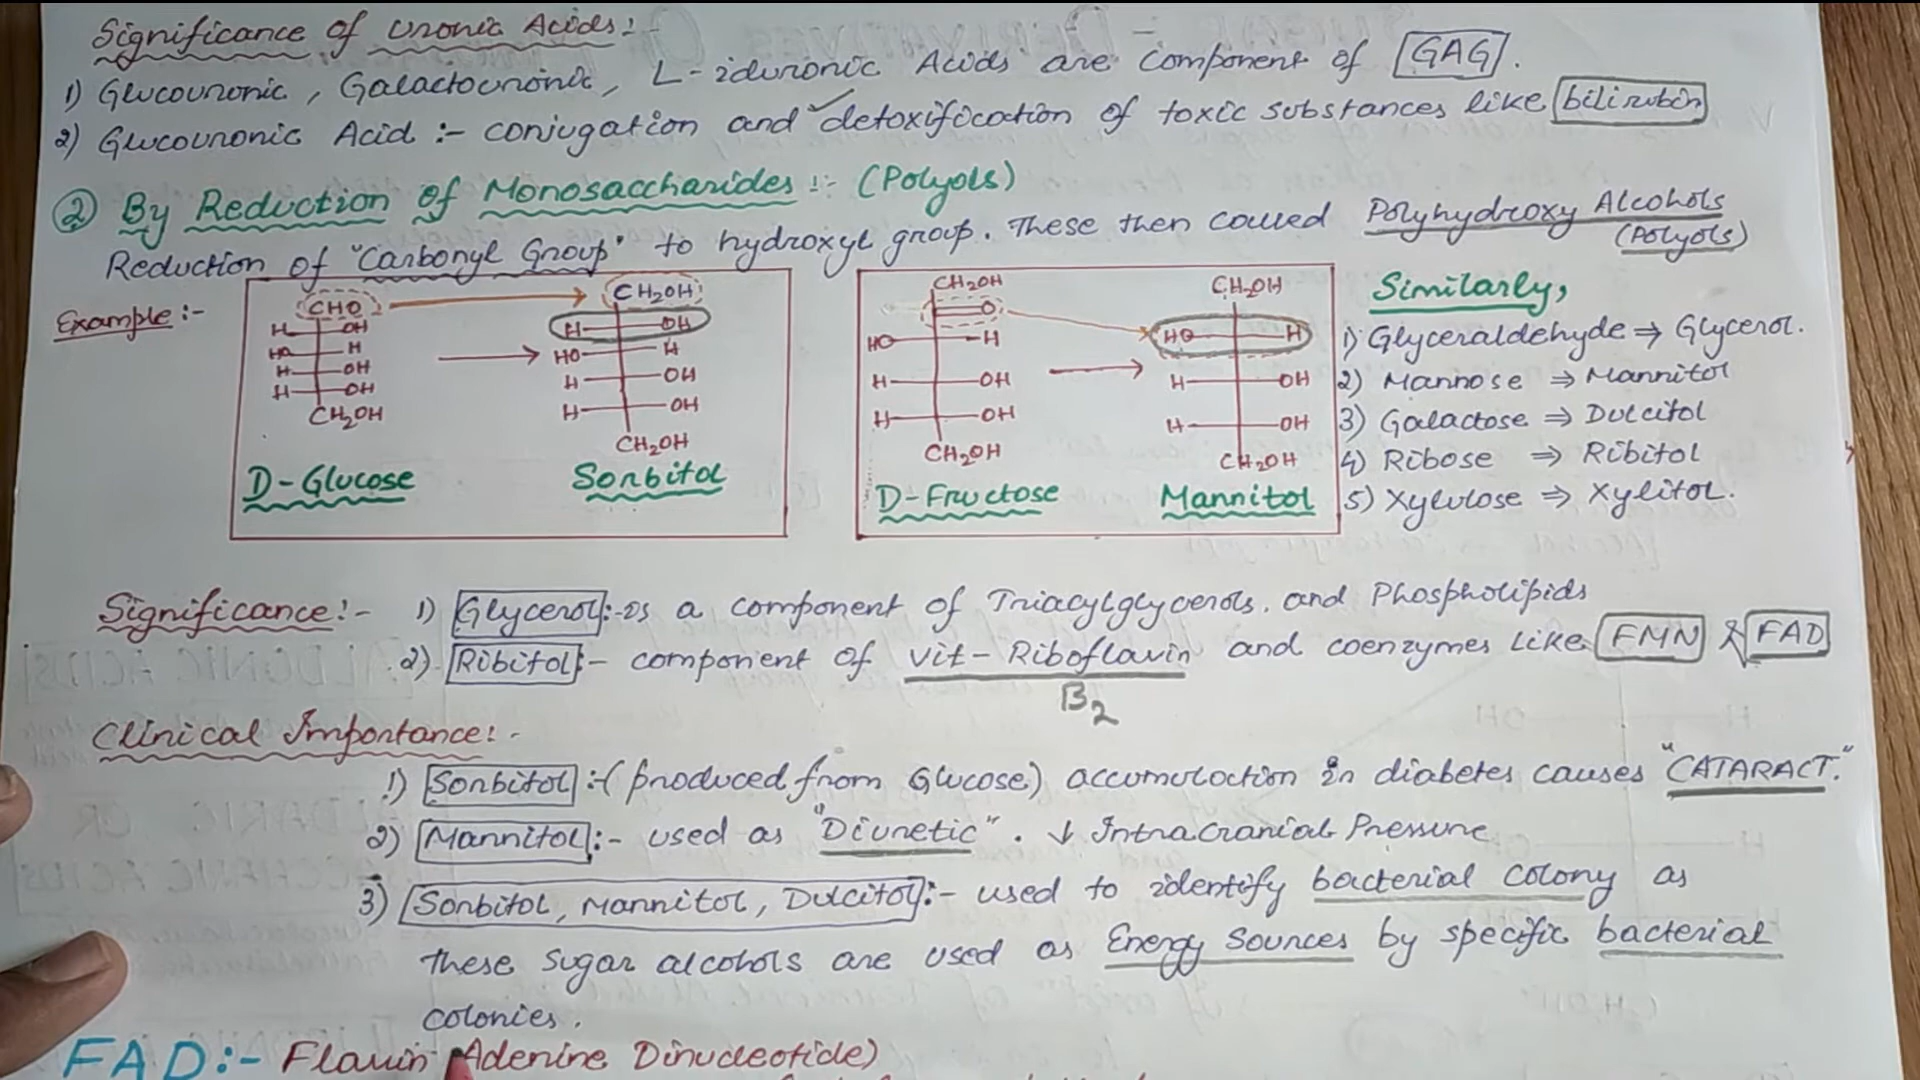 Significance of Uronic Acids:-
1) Glucouronic, Galactouronic, L-iduronic Acids are component of GAG.
2) Glucouronic Acid :- conjugation and detoxification of toxic substances like bilirubin
② By Reduction of Monosaccharides :- (Polyols)
Reduction of "Carbonyl Group" to hydroxyl group. These then called Polyhydroxy Alcohols
(Polyols)
Example :-
CHO
H OH
HO H
H OH
H OH
CH2OH
D-Glucose
CH2OH
H OH
HO H
H OH
H OH
CH2OH
Sorbitol
CH2OH
O
HO H
H OH
H OH
CH2OH
D-Fructose
CH2OH
HO H
H OH
H OH
CH2OH
Mannitol
Similarly,
1) Glyceraldehyde ⇒ Glycerol.
2) Mannose ⇒ Mannitol
3) Galactose ⇒ Dulcitol
4) Ribose ⇒ Ribitol
5) Xylulose ⇒ Xylitol.
Significance :- 1) Glycerol:- is a component of Triacylglycerols. and Phospholipids
2) Ribitol :- component of Vit-Riboflavin and coenzymes like FMN & FAD
B2
Clinical Importance:-
1) Sorbitol :- (produced from Glucose) accumuloction in diabetes causes "CATARACT."
2) Mannitol :- used as "Diuretic". ↓ Intracranial Pressure
3) Sorbitol, Mannitol, Dulcitol :- used to identify bacterial colony as
these sugar alcohols are used as Energy Sources by specific bacterial
colonies.
FAD:- Flavin Adenine Dinucleotide)